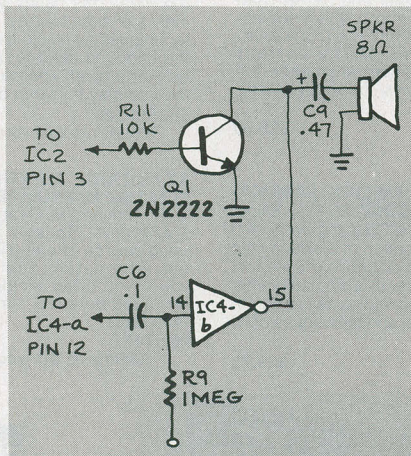 SPKR
8Ω
+
C9
.47
R11
10K
TO
IC2
PIN 3
Q1
2N2222
C6
.1
14
IC4-
b
15
TO
IC4-a
PIN 12
R9
1MEG